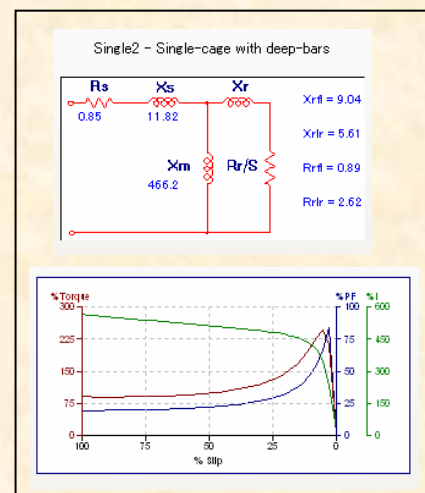 Single2 - Single-cage with deep-bars
Rs Xs Xr
0.85 11.82
Xm Rr/S
466.2
Xrfl = 9.04
Xrlr = 5.61
Rrfl = 0.89
Rrlr = 2.62
%Torque %PF %I
300 100 600
225 75 450
150 50 300
75 25 150
0 0 0
100 75 50 25 0
% Slip